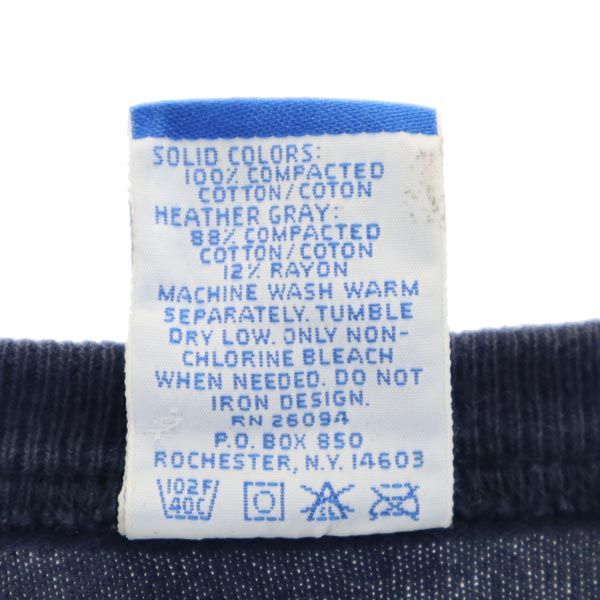 SOLID COLORS:
100% COMPACTED
COTTON/COTON
HEATHER GRAY:
88% COMPACTED
COTTON/COTON
12% RAYON
MACHINE WASH WARM
SEPARATELY. TUMBLE
DRY LOW. ONLY NON-
CHLORINE BLEACH
WHEN NEEDED. DO NOT
IRON DESIGN.
RN 26094
P.O. BOX 850
ROCHESTER, N.Y. 14603
102F
40C